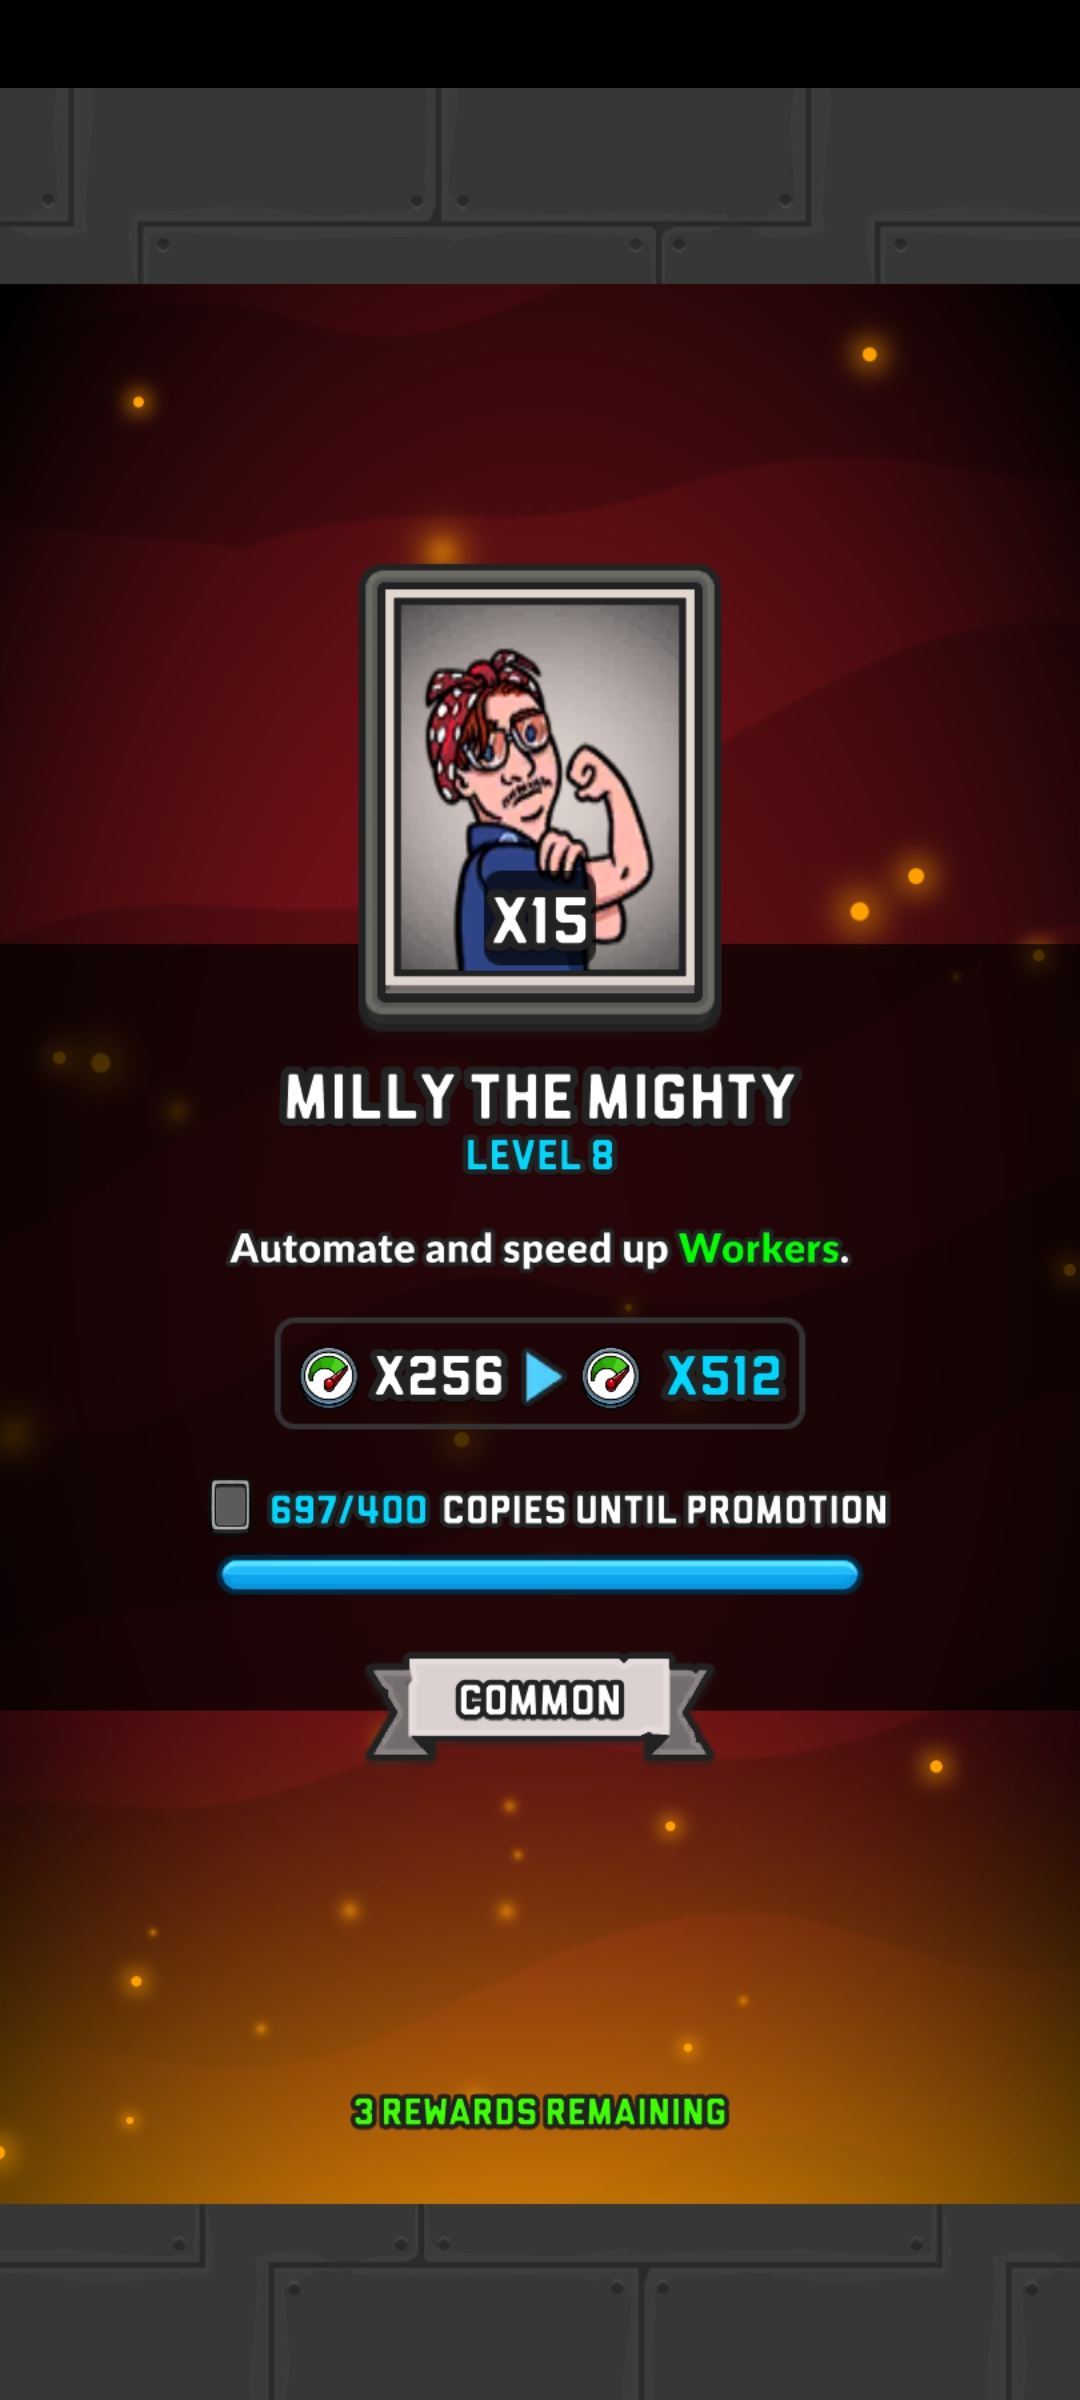 X15
MILLY THE MIGHTY
LEVEL 8
Automate and speed up Workers.
X256 X512
697/400 COPIES UNTIL PROMOTION
COMMON
3 REWARDS REMAINING